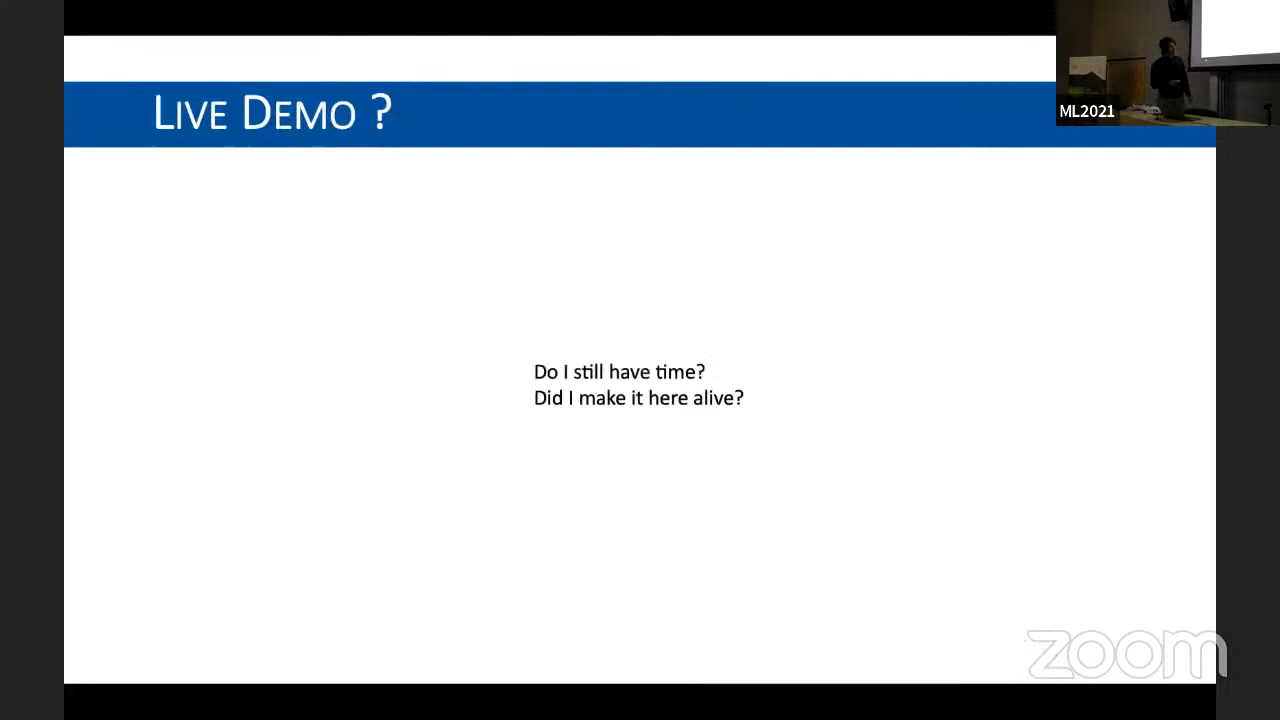 LIVE DEMO ?
ML2021
Do I still have time?
Did I make it here alive?
zoom